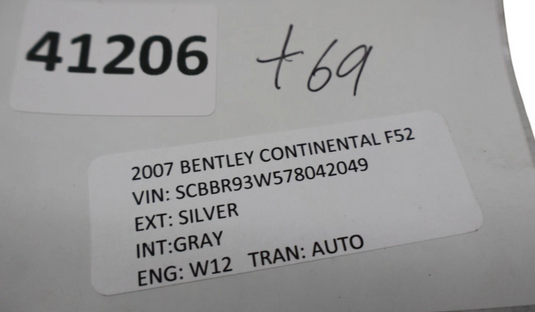 41206 +69
2007 BENTLEY CONTINENTAL F52
VIN: SCBBR93W578042049
EXT: SILVER
INT:GRAY
ENG: W12 TRAN: AUTO